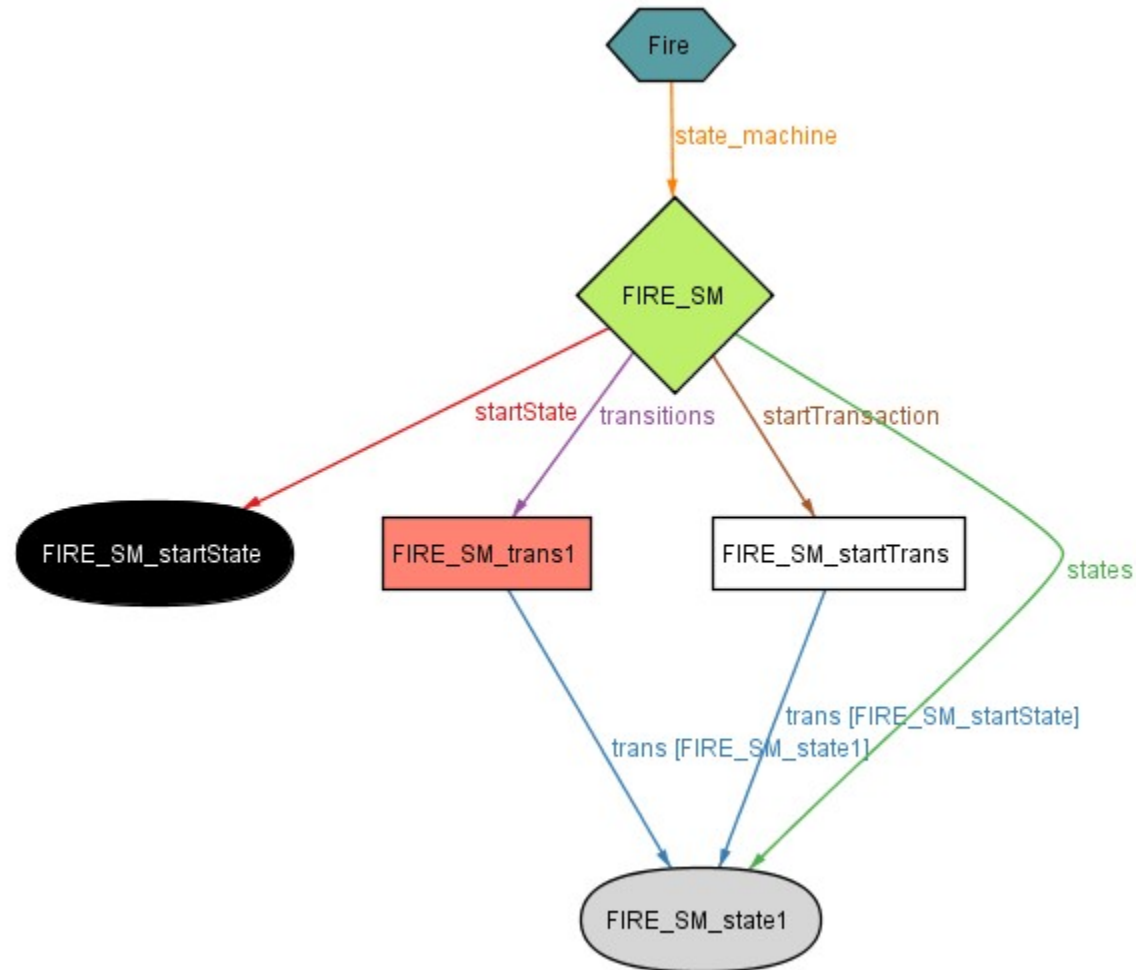 Fire
state_machine
FIRE_SM
startState
transitions
startTransaction
FIRE_SM_startState
FIRE_SM_trans1
FIRE_SM_startTrans
states
trans [FIRE_SM_startState]
trans [FIRE_SM_state1]
FIRE_SM_state1